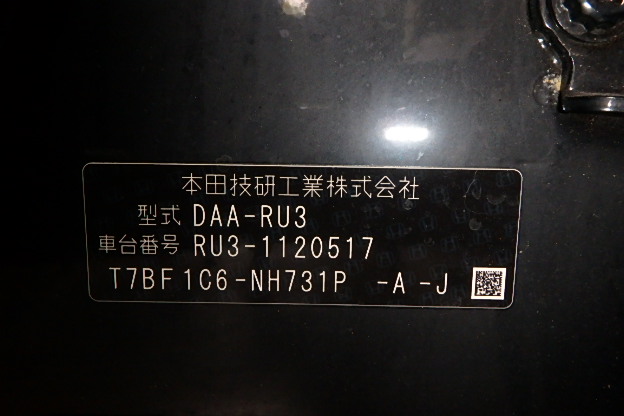 本田技研工業株式会社
型式 DAA-RU3
車台番号 RU3-1120517
T7BF1C6-NH731P -A-J